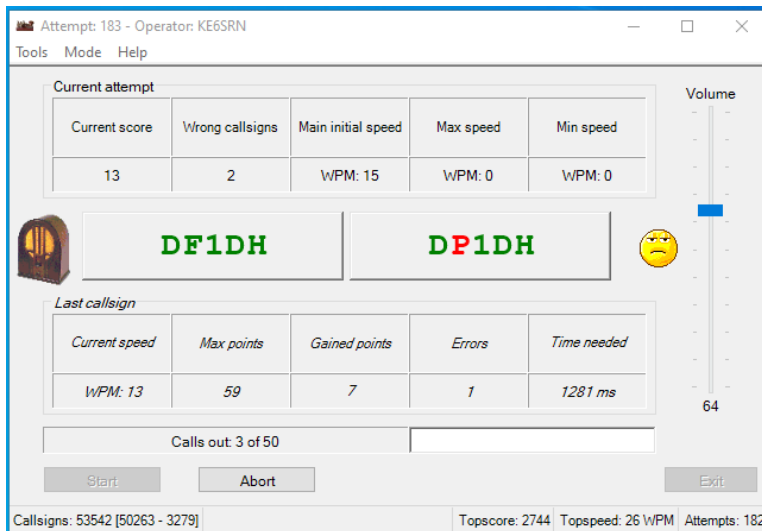 Attempt: 183 - Operator: KE6SRN
Tools Mode Help
Current attempt
Volume
Current score Wrong callsigns Main initial speed Max speed Min speed
13 2 WPM: 15 WPM: 0 WPM: 0
DF1DH DP1DH
Last callsign
Current speed Max points Gained points Errors Time needed
WPM: 13 59 7 1 1281 ms
64
Calls out: 3 of 50
Start Abort Exit
Callsigns: 53542 [50263 - 3279] Topscore: 2744 Topspeed: 26 WPM Attempts: 182